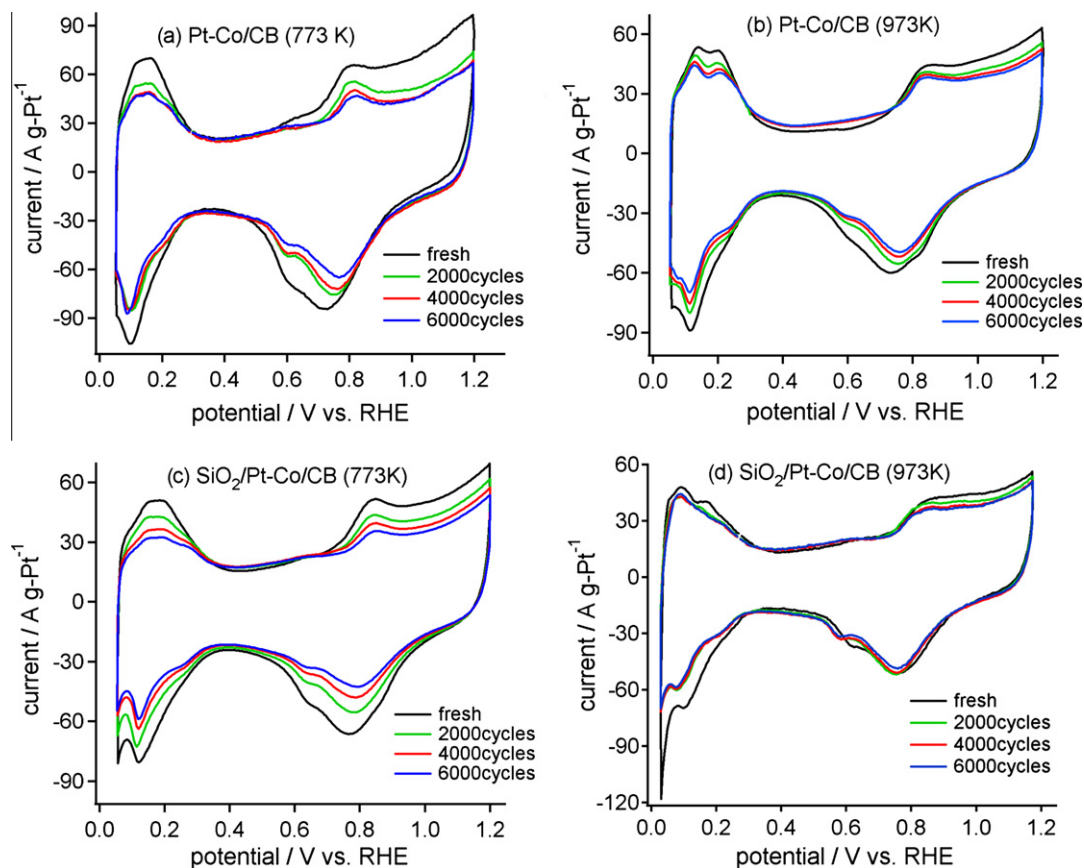 (a) Pt-Co/CB (773 K)
90
60
30
0
-30
-60
-90
current / A g-Pt⁻¹
fresh
2000cycles
4000cycles
6000cycles
0.0 0.2 0.4 0.6 0.8 1.0 1.2
potential / V vs. RHE
(b) Pt-Co/CB (973K)
60
30
0
-30
-60
-90
current / A g-Pt⁻¹
fresh
2000cycles
4000cycles
6000cycles
0.0 0.2 0.4 0.6 0.8 1.0 1.2
potential / V vs. RHE
(c) SiO₂/Pt-Co/CB (773K)
60
30
0
-30
-60
-90
current / A g-Pt⁻¹
fresh
2000cycles
4000cycles
6000cycles
0.0 0.2 0.4 0.6 0.8 1.0 1.2
potential / V vs. RHE
(d) SiO₂/Pt-Co/CB (973K)
60
30
0
-30
-60
-90
-120
current / A g-Pt⁻¹
fresh
2000cycles
4000cycles
6000cycles
0.0 0.2 0.4 0.6 0.8 1.0 1.2
potential / V vs. RHE